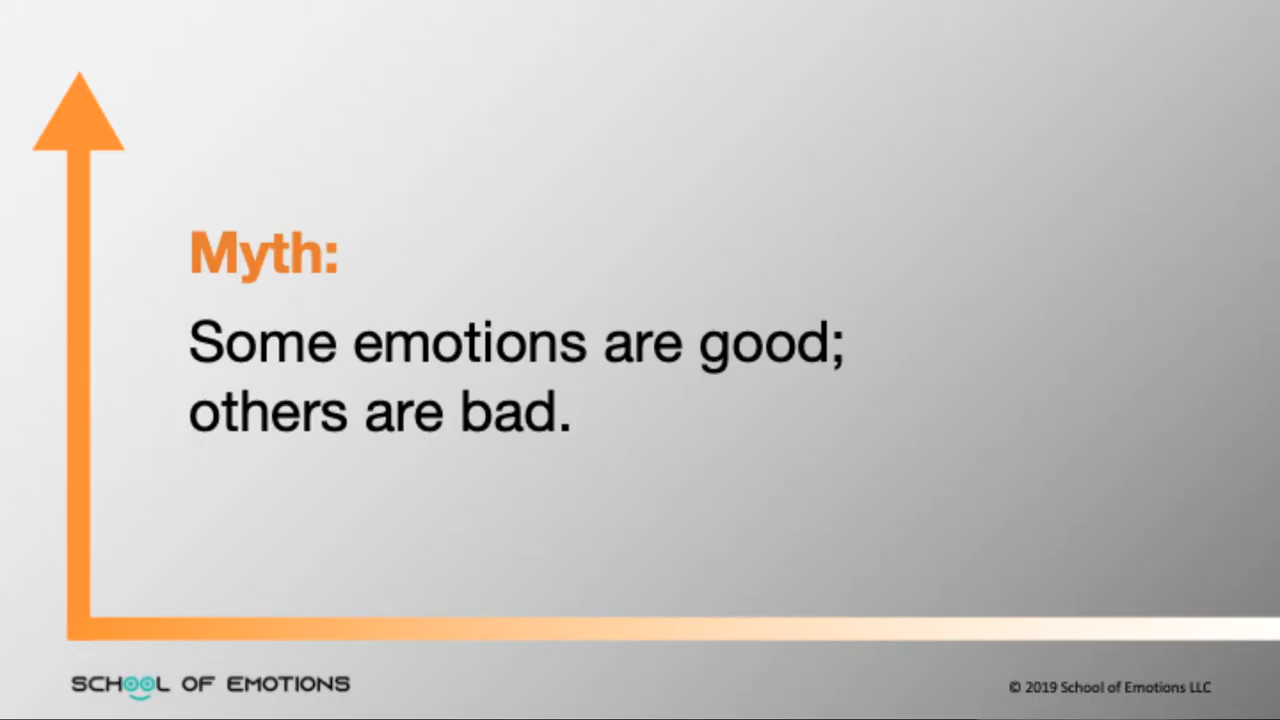 Myth:
Some emotions are good;
others are bad.
SCHOOL OF EMOTIONS
© 2019 School of Emotions LLC